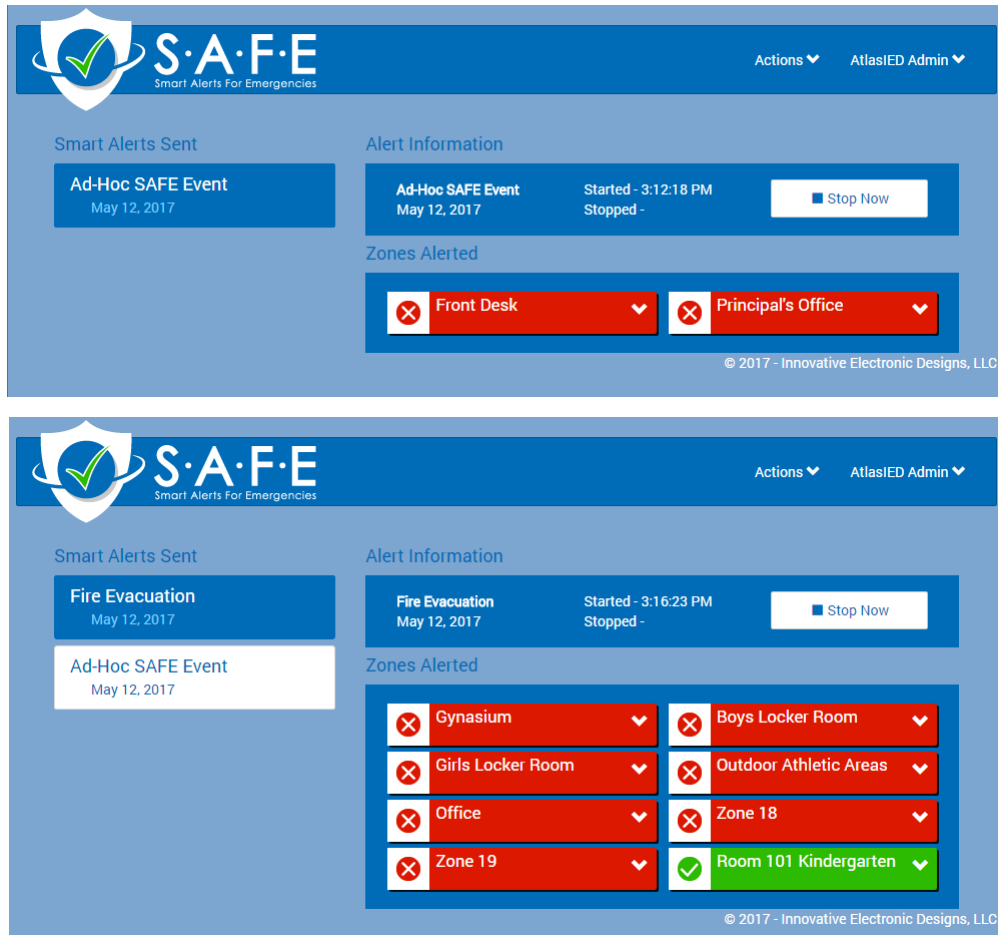 S·A·F·E
Smart Alerts For Emergencies
Actions
AtlasIED Admin
Smart Alerts Sent
Ad-Hoc SAFE Event
May 12, 2017
Alert Information
Ad-Hoc SAFE Event
May 12, 2017
Started - 3:12:18 PM
Stopped -
Stop Now
Zones Alerted
Front Desk
Principal's Office
© 2017 - Innovative Electronic Designs, LLC
S·A·F·E
Smart Alerts For Emergencies
Actions
AtlasIED Admin
Smart Alerts Sent
Fire Evacuation
May 12, 2017
Ad-Hoc SAFE Event
May 12, 2017
Alert Information
Fire Evacuation
May 12, 2017
Started - 3:16:23 PM
Stopped -
Stop Now
Zones Alerted
Gynasium
Boys Locker Room
Girls Locker Room
Outdoor Athletic Areas
Office
Zone 18
Zone 19
Room 101 Kindergarten
© 2017 - Innovative Electronic Designs, LLC